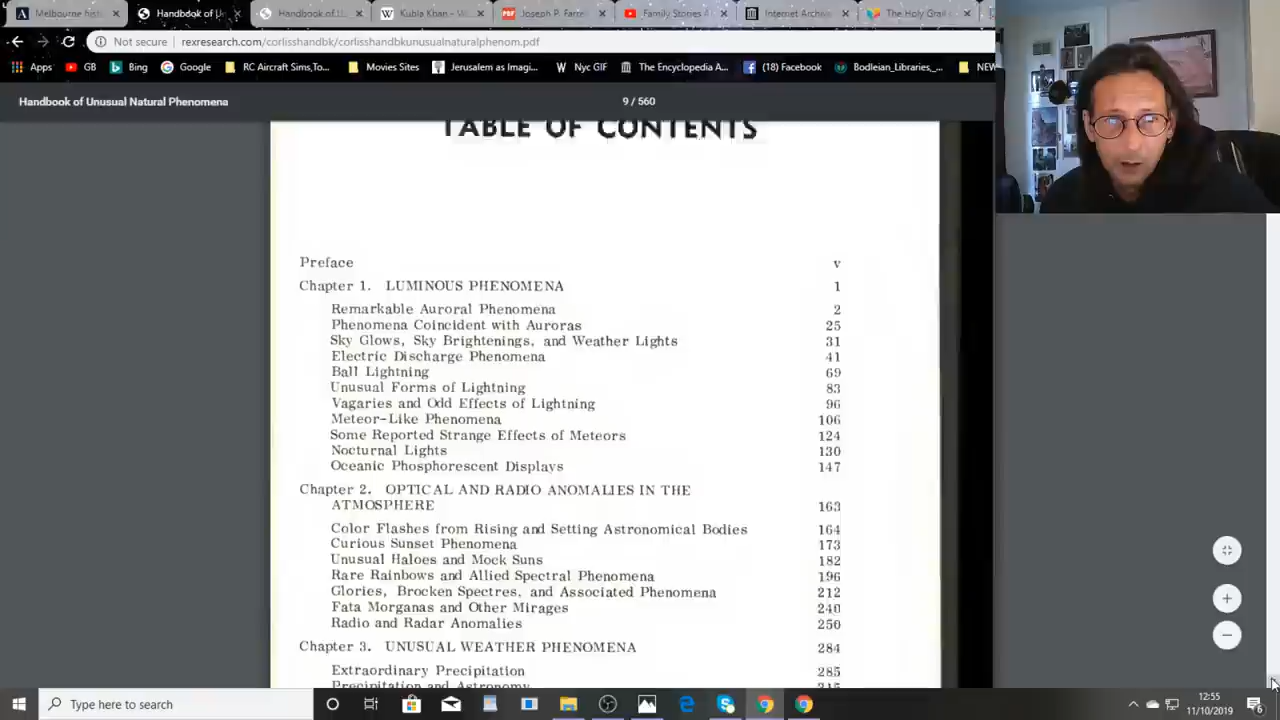 Melbourne histo
Handbook of U
Handbook of U
Kubla Khan - W
Joseph P. Farre
Family Stories
Internet Archiv
The Holy Grail
Not secure
rexresearch.com/corlisshandbk/corlisshandbkunusualnaturalphenom.pdf
Apps
GB
Bing
Google
RC Aircraft Sims,To...
Movies Sites
Jerusalem as Imagi...
Nyc GIF
The Encyclopedia A...
(18) Facebook
Bodleian_Libraries,_...
NEW
Handbook of Unusual Natural Phenomena
9 / 560
TABLE OF CONTENTS
Preface v
Chapter 1. LUMINOUS PHENOMENA 1
Remarkable Auroral Phenomena 2
Phenomena Coincident with Auroras 25
Sky Glows, Sky Brightenings, and Weather Lights 31
Electric Discharge Phenomena 41
Ball Lightning 69
Unusual Forms of Lightning 83
Vagaries and Odd Effects of Lightning 96
Meteor-Like Phenomena 106
Some Reported Strange Effects of Meteors 124
Nocturnal Lights 130
Oceanic Phosphorescent Displays 147
Chapter 2. OPTICAL AND RADIO ANOMALIES IN THE
ATMOSPHERE 163
Color Flashes from Rising and Setting Astronomical Bodies 164
Curious Sunset Phenomena 173
Unusual Haloes and Mock Suns 182
Rare Rainbows and Allied Spectral Phenomena 196
Glories, Brocken Spectres, and Associated Phenomena 212
Fata Morganas and Other Mirages 240
Radio and Radar Anomalies 250
Chapter 3. UNUSUAL WEATHER PHENOMENA 284
Extraordinary Precipitation 285
Precipitation and Astronomy
Type here to search
12:55
11/10/2019
6